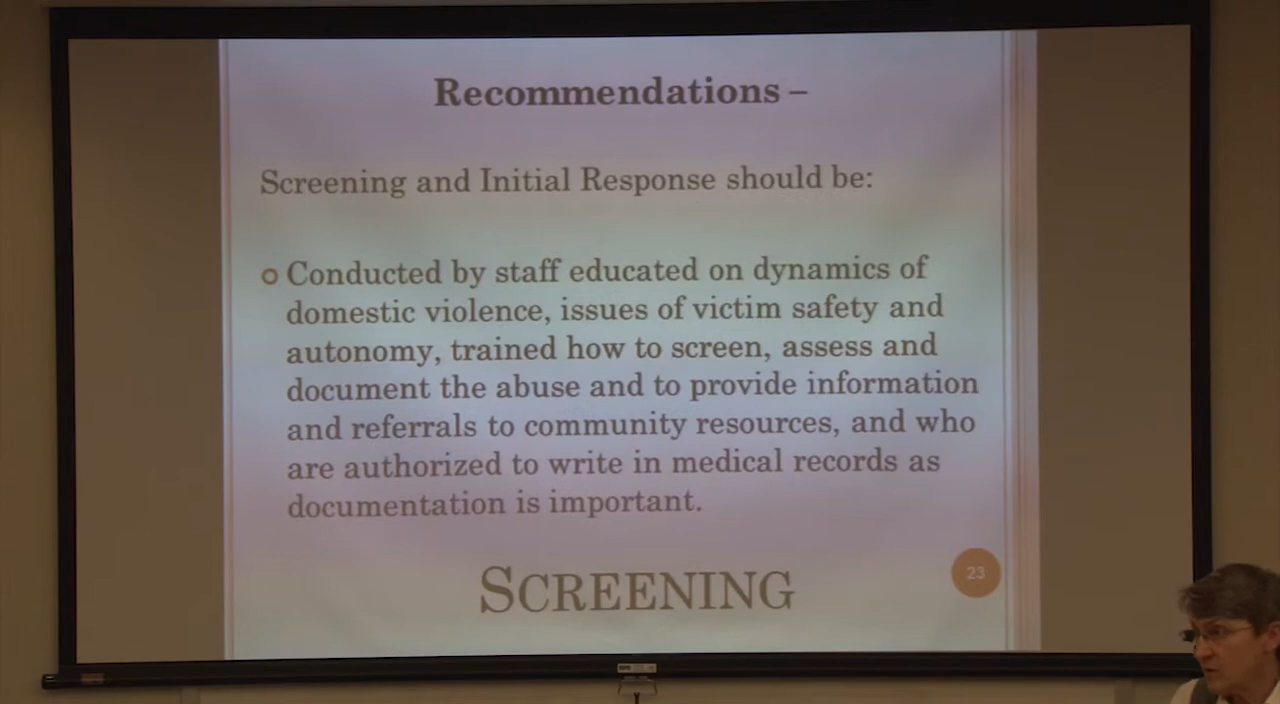 Recommendations –
Screening and Initial Response should be:
Conducted by staff educated on dynamics of
domestic violence, issues of victim safety and
autonomy, trained how to screen, assess and
document the abuse and to provide information
and referrals to community resources, and who
are authorized to write in medical records as
documentation is important.
23
SCREENING